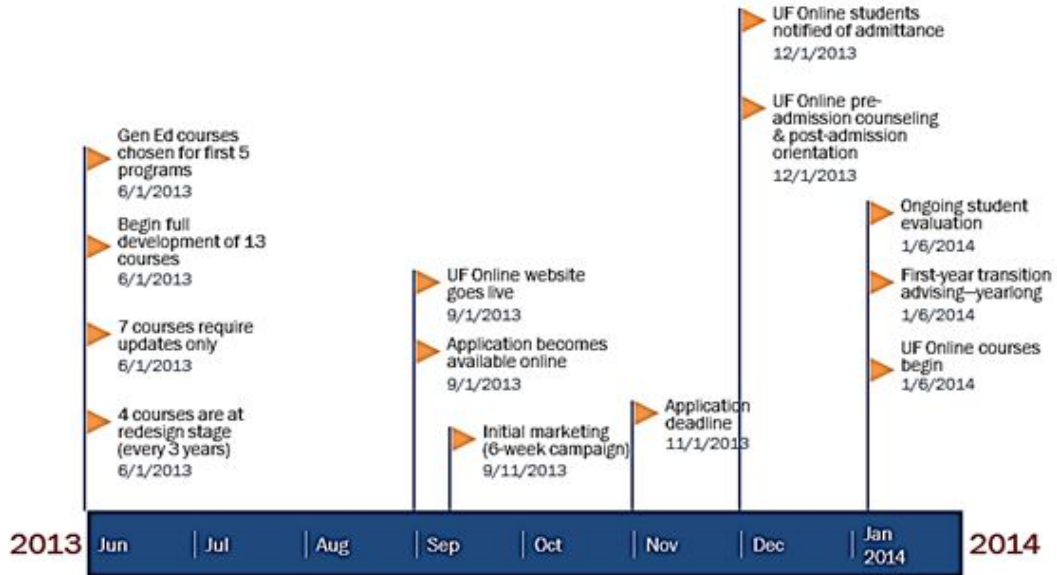 Gen Ed courses
chosen for first 5
programs
6/1/2013
Begin full
development of 13
courses
6/1/2013
7 courses require
updates only
6/1/2013
4 courses are at
redesign stage
(every 3 years)
6/1/2013
UF Online website
goes live
9/1/2013
Application becomes
available online
9/1/2013
Initial marketing
(6-week campaign)
9/11/2013
Application
deadline
11/1/2013
UF Online students
notified of admittance
12/1/2013
UF Online pre-
admission counseling
& post-admission
orientation
12/1/2013
Ongoing student
evaluation
1/6/2014
First-year transition
advising—yearlong
1/6/2014
UF Online courses
begin
1/6/2014
2013
Jun
Jul
Aug
Sep
Oct
Nov
Dec
Jan
2014
2014